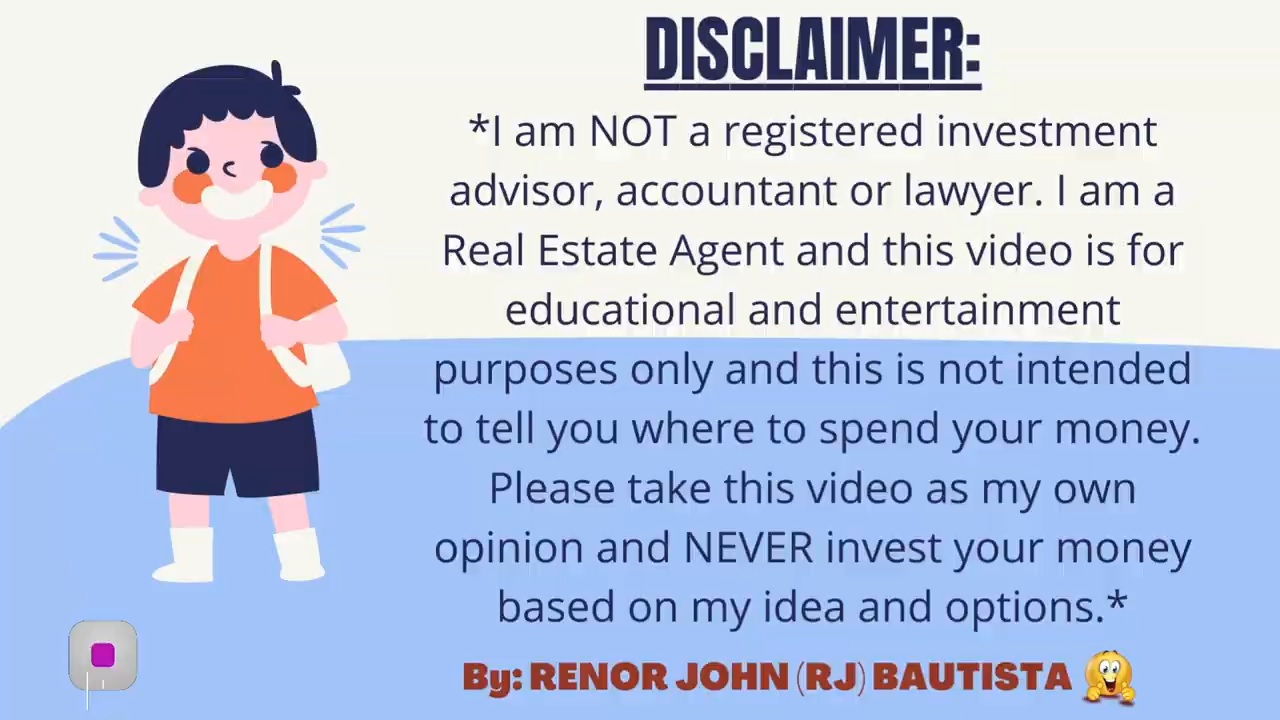 DISCLAIMER:
*I am NOT a registered investment
advisor, accountant or lawyer. I am a
Real Estate Agent and this video is for
educational and entertainment
purposes only and this is not intended
to tell you where to spend your money.
Please take this video as my own
opinion and NEVER invest your money
based on my idea and options.*
By: RENOR JOHN (RJ) BAUTISTA